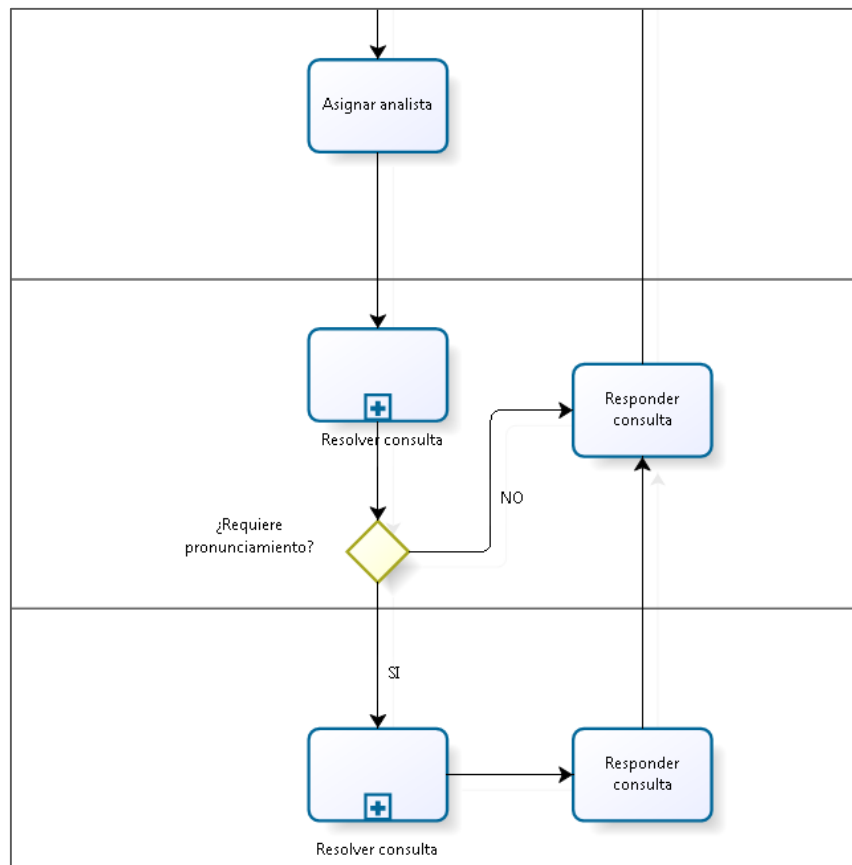 Asignar analista
Responder
consulta
Resolver consulta
NO
¿Requiere
pronunciamiento?
SI
Responder
consulta
Resolver consulta